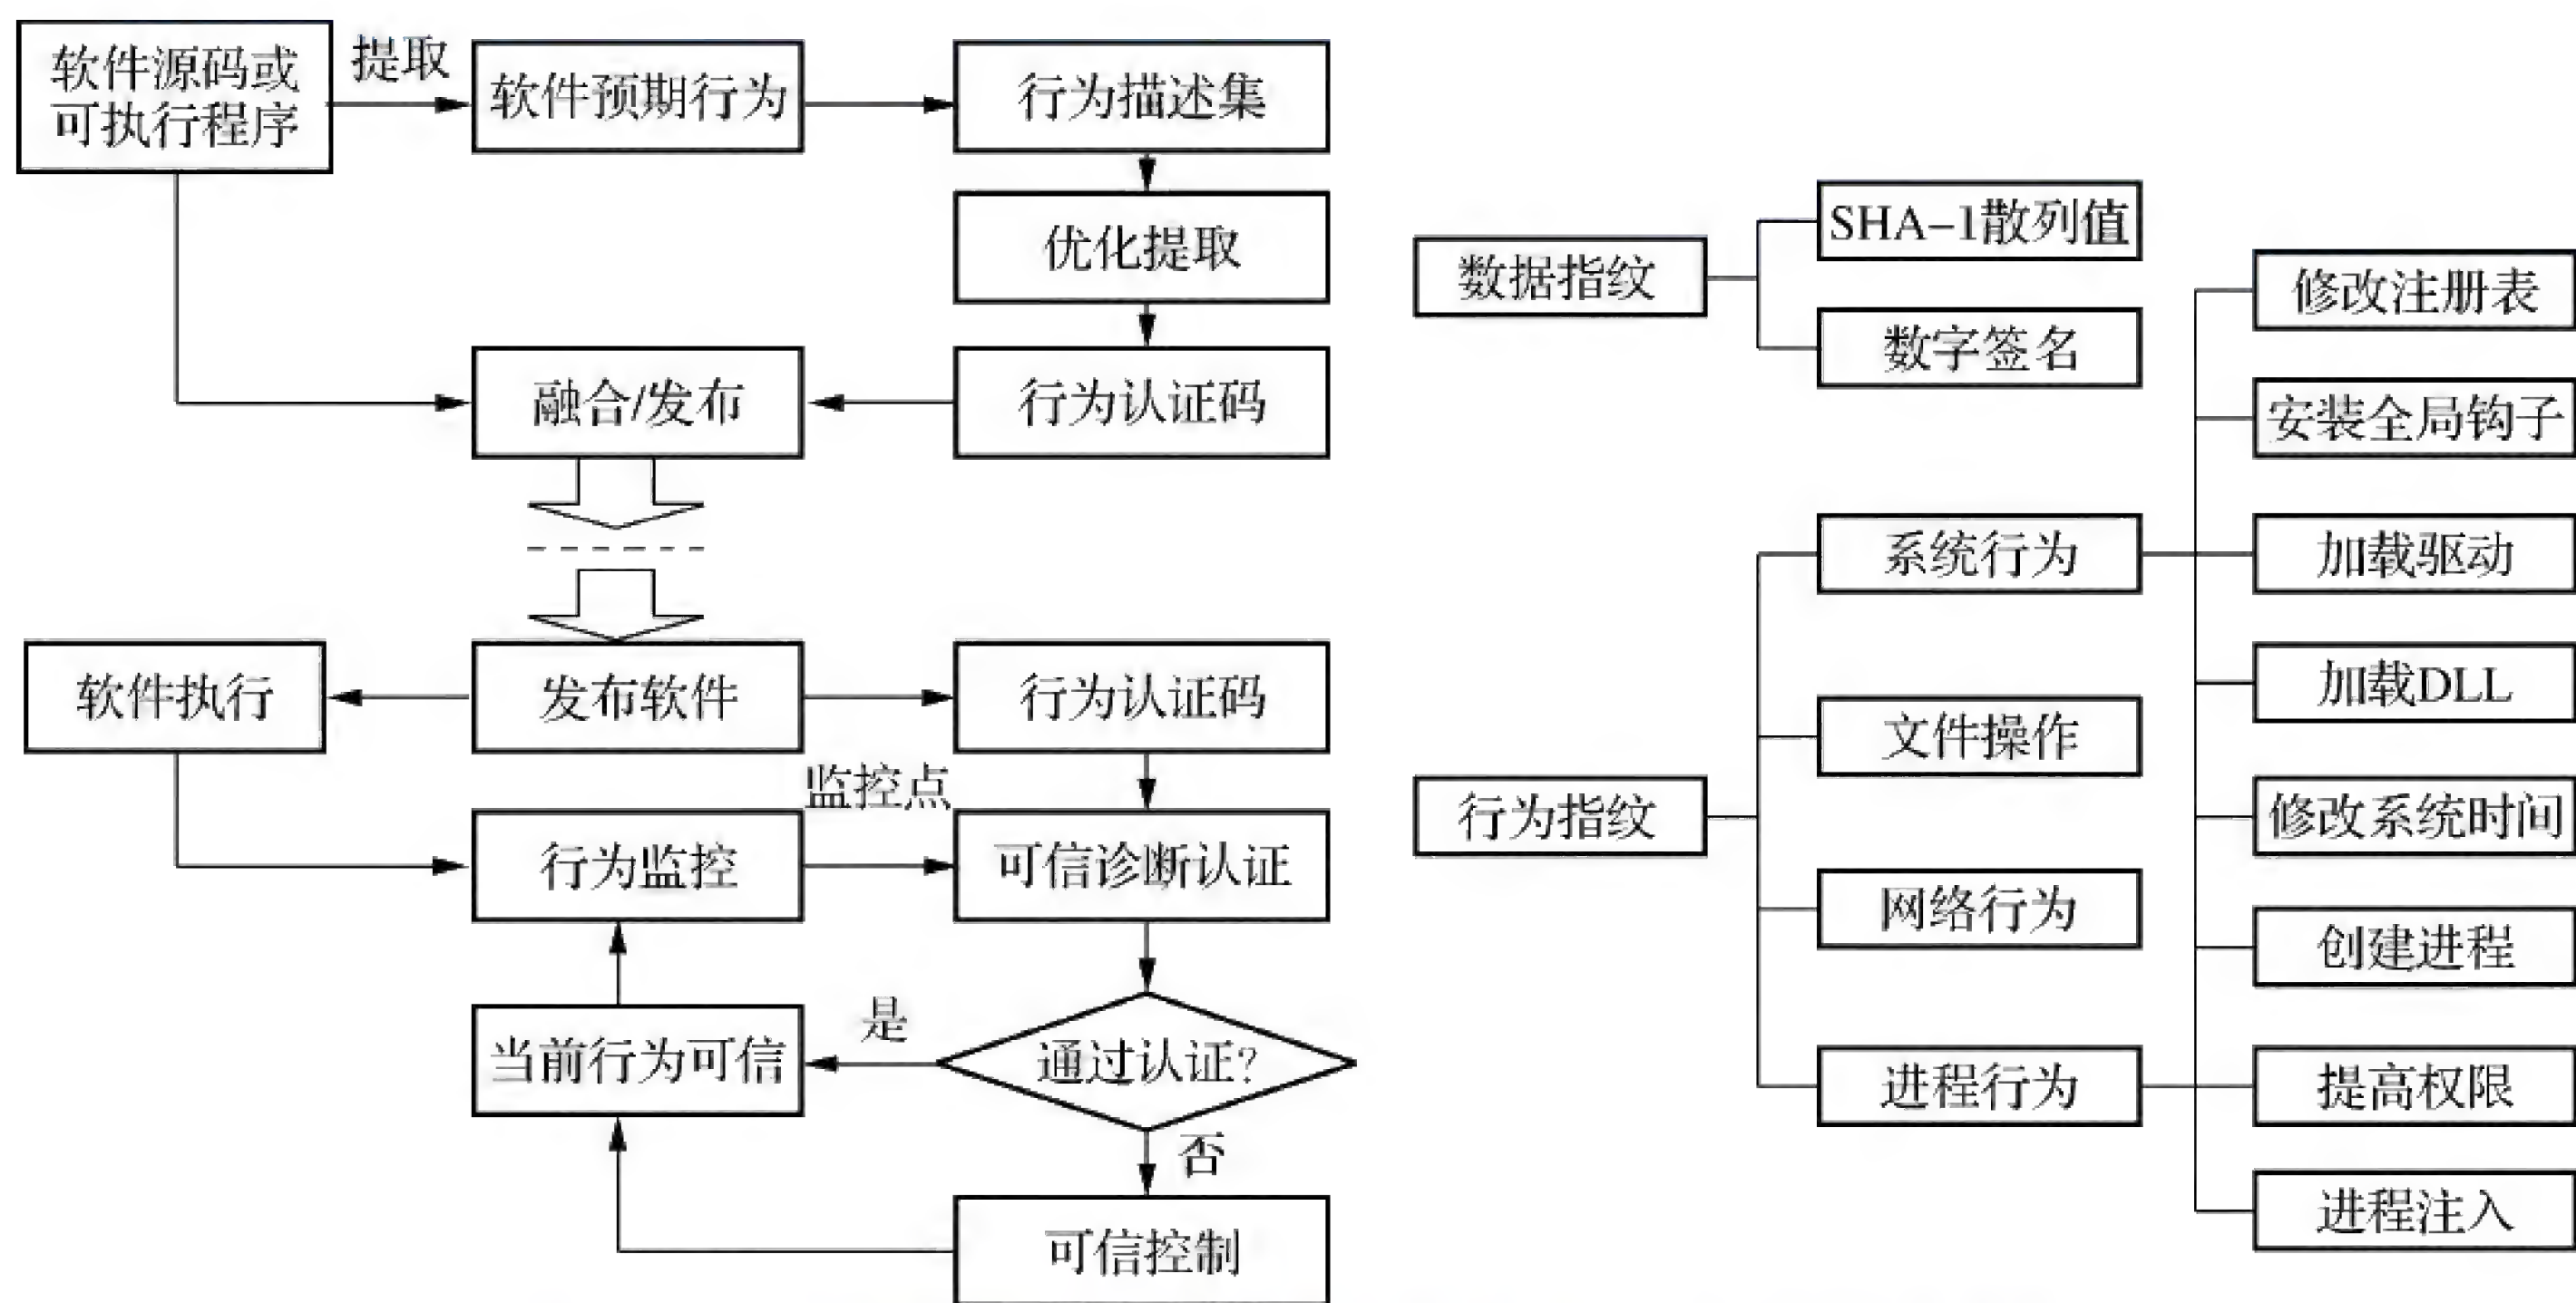 软件源码或
可执行程序
提取
软件预期行为
行为描述集
优化提取
融合/发布
行为认证码
软件执行
发布软件
行为认证码
监控点
行为监控
可信诊断认证
当前行为可信
是
通过认证?
否
可信控制
数据指纹
SHA-1散列值
数字签名
行为指纹
系统行为
文件操作
网络行为
进程行为
修改注册表
安装全局钩子
加载驱动
加载DLL
修改系统时间
创建进程
提高权限
进程注入